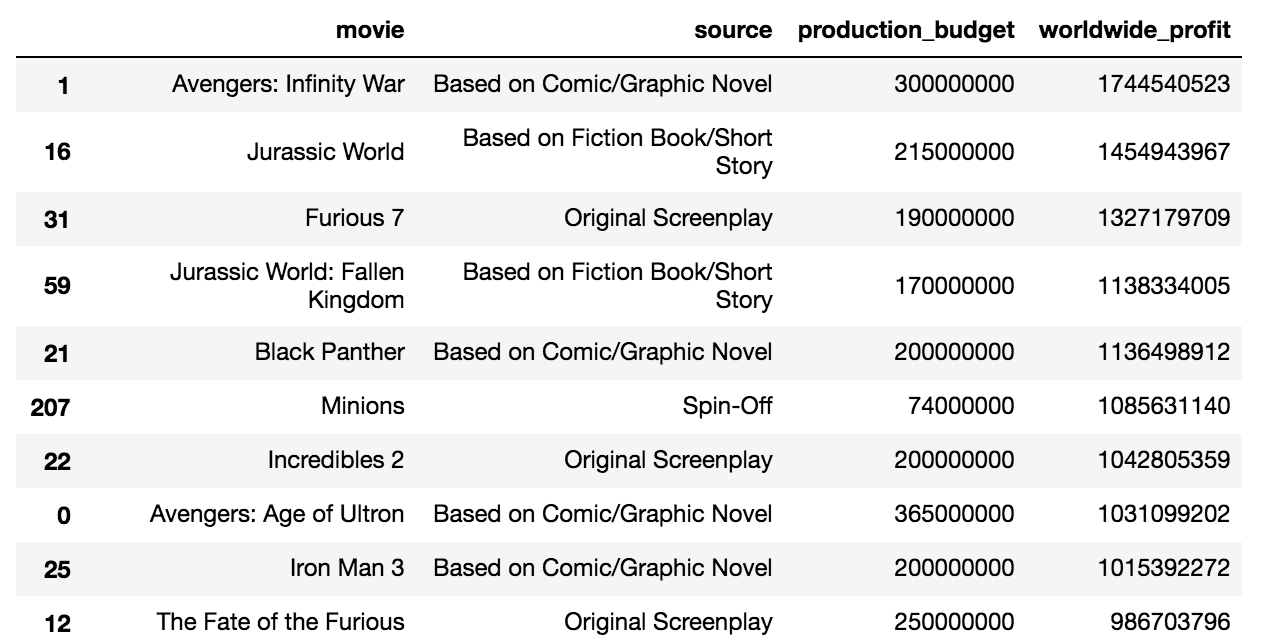 movie source production_budget worldwide_profit
1 Avengers: Infinity War Based on Comic/Graphic Novel 300000000 1744540523
16 Jurassic World Based on Fiction Book/Short Story 215000000 1454943967
31 Furious 7 Original Screenplay 190000000 1327179709
59 Jurassic World: Fallen Kingdom Based on Fiction Book/Short Story 170000000 1138334005
21 Black Panther Based on Comic/Graphic Novel 200000000 1136498912
207 Minions Spin-Off 74000000 1085631140
22 Incredibles 2 Original Screenplay 200000000 1042805359
0 Avengers: Age of Ultron Based on Comic/Graphic Novel 365000000 1031099202
25 Iron Man 3 Based on Comic/Graphic Novel 200000000 1015392272
12 The Fate of the Furious Original Screenplay 250000000 986703796